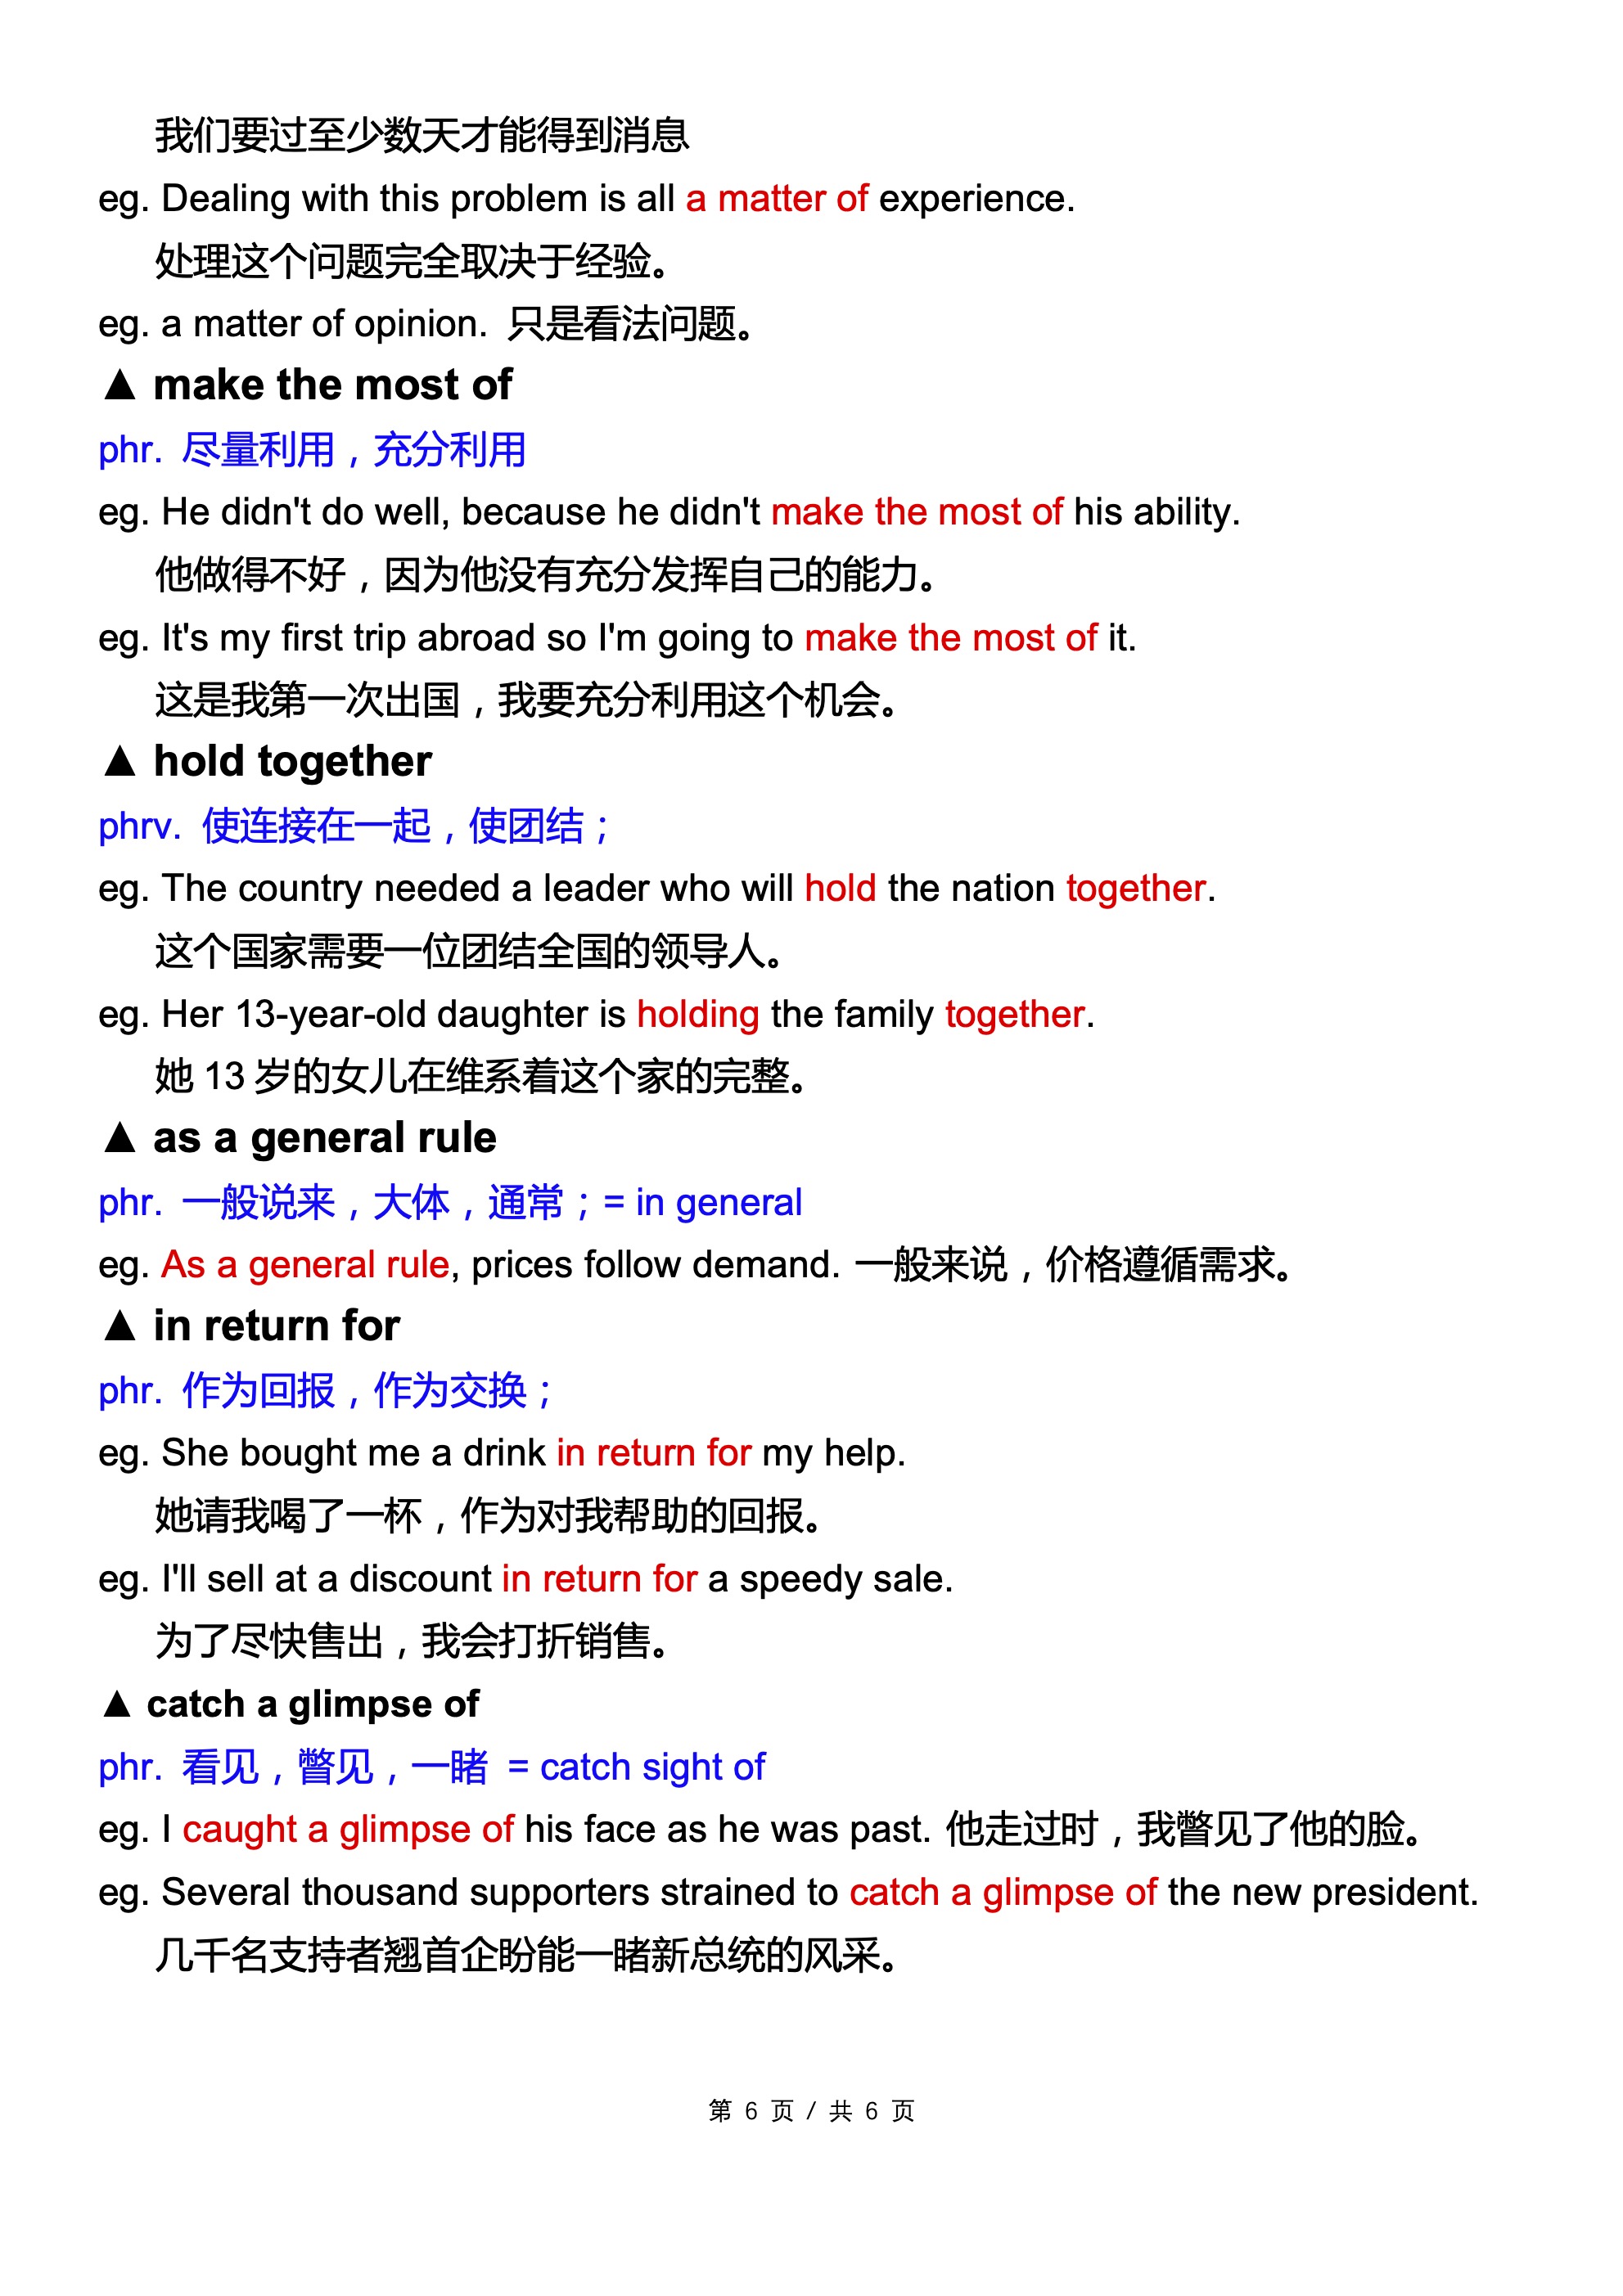 我们要过至少数天才能得到消息
eg. Dealing with this problem is all a matter of experience.
处理这个问题完全取决于经验。
eg. a matter of opinion. 只是看法问题。
▲ make the most of
phr. 尽量利用，充分利用
eg. He didn't do well, because he didn't make the most of his ability.
他做得不好，因为他没有充分发挥自己的能力。
eg. It's my first trip abroad so I'm going to make the most of it.
这是我第一次出国，我要充分利用这个机会。
▲ hold together
phrv. 使连接在一起，使团结；
eg. The country needed a leader who will hold the nation together.
这个国家需要一位团结全国的领导人。
eg. Her 13-year-old daughter is holding the family together.
她 13 岁的女儿在维系着这个家的完整。
▲ as a general rule
phr. 一般说来，大体，通常；= in general
eg. As a general rule, prices follow demand. 一般来说，价格遵循需求。
▲ in return for
phr. 作为回报，作为交换；
eg. She bought me a drink in return for my help.
她请我喝了一杯，作为对我帮助的回报。
eg. I'll sell at a discount in return for a speedy sale.
为了尽快售出，我会打折销售。
▲ catch a glimpse of
phr. 看见，瞥见，一睹 = catch sight of
eg. I caught a glimpse of his face as he was past. 他走过时，我瞥见了他的脸。
eg. Several thousand supporters strained to catch a glimpse of the new president.
几千名支持者翘首企盼能一睹新总统的风采。
第 6 页 / 共 6 页